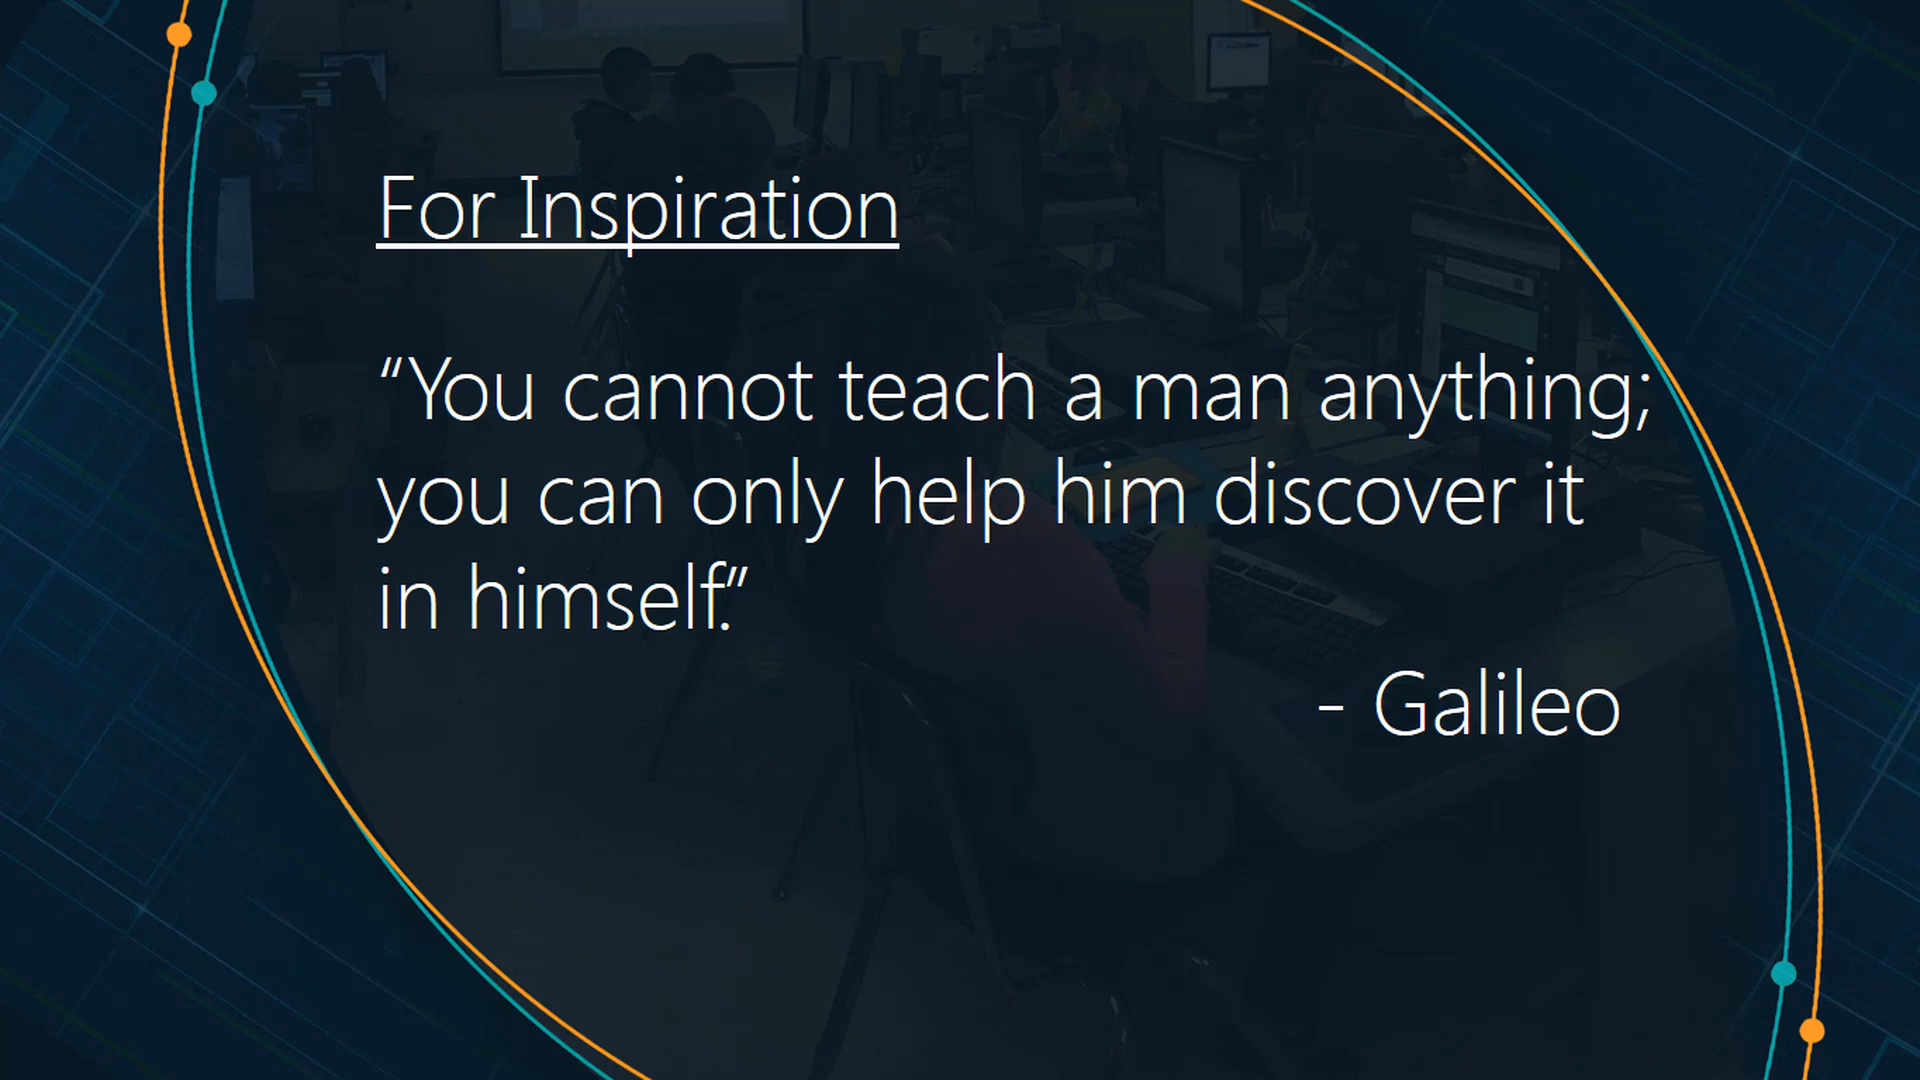 For Inspiration
“You cannot teach a man anything;
you can only help him discover it
in himself.”
- Galileo